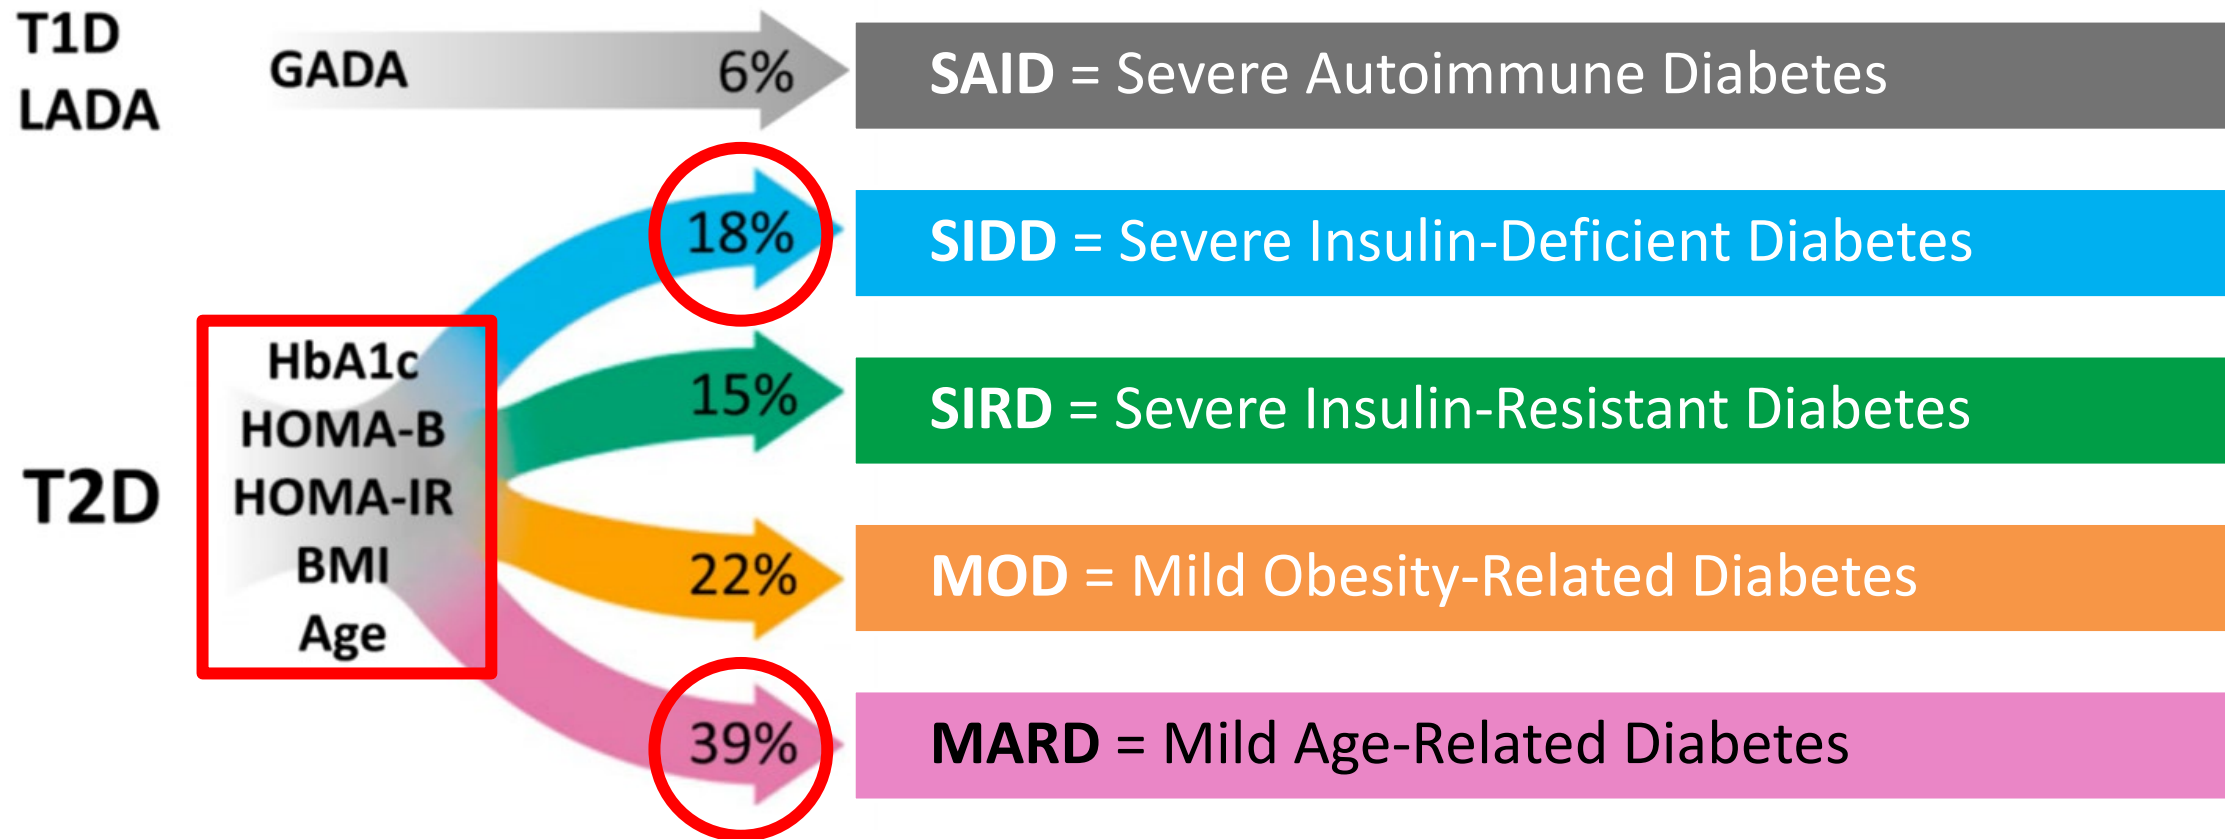 T1D
LADA
GADA
6%
SAID = Severe Autoimmune Diabetes
18%
SIDD = Severe Insulin-Deficient Diabetes
T2D
HbA1c
HOMA-B
HOMA-IR
BMI
Age
15%
SIRD = Severe Insulin-Resistant Diabetes
22%
MOD = Mild Obesity-Related Diabetes
39%
MARD = Mild Age-Related Diabetes